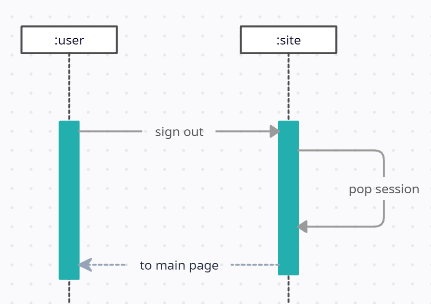 :user
:site
sign out
pop session
to main page